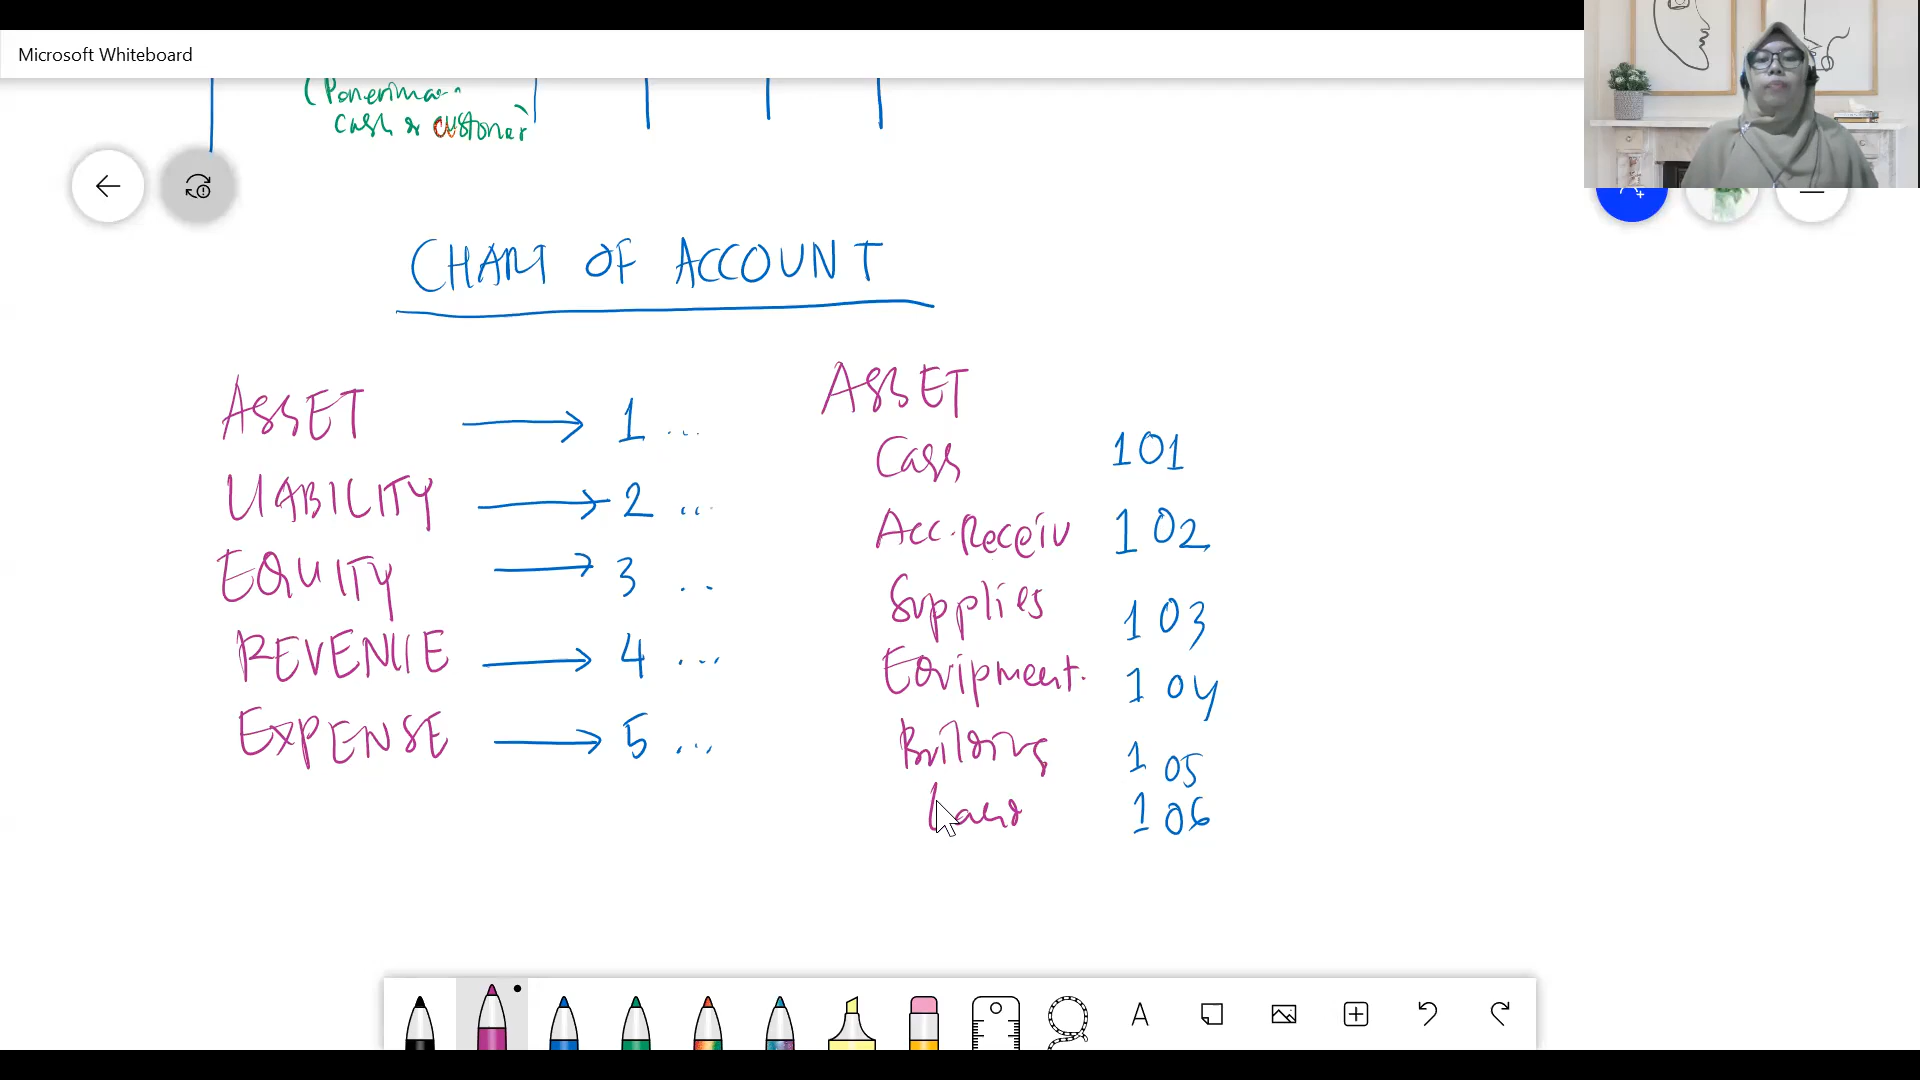 Microsoft Whiteboard
(Penerimaan
cash & customer)
CHART OF ACCOUNT
ASSET → 1 ...
LIABILITY → 2 ...
EQUITY → 3 ..
REVENUE → 4 ...
EXPENSE → 5 ...
ASSET
Cash 101
Acc. Receiv 102
Supplies 103
Equipment. 104
Building 105
Land 106